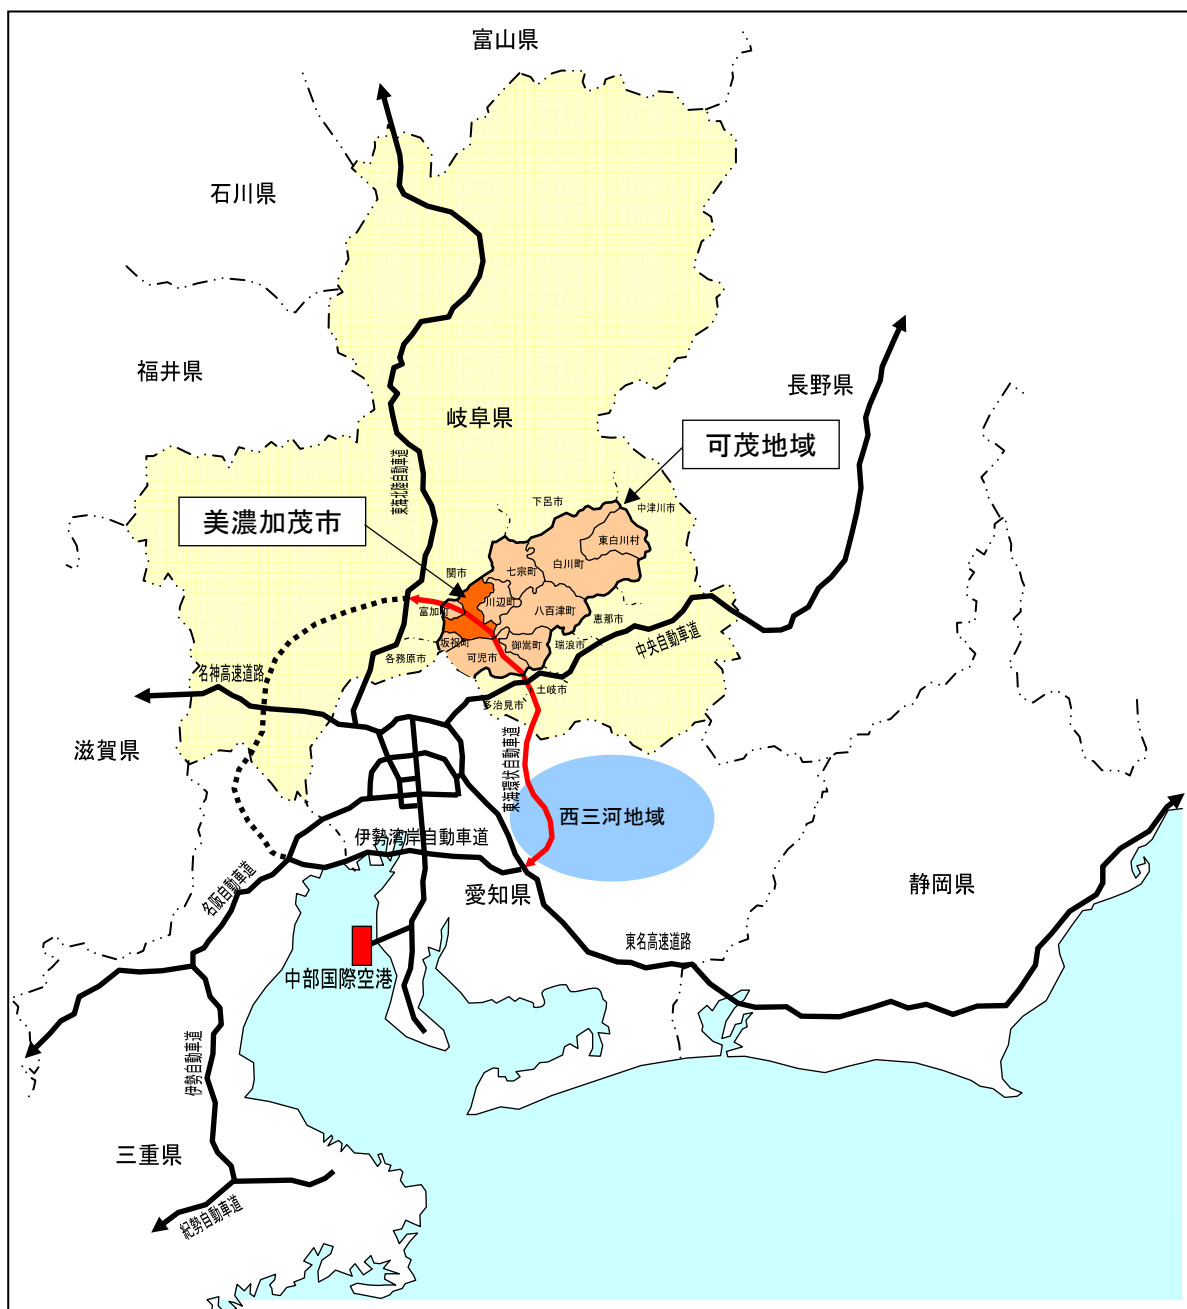 富山県
石川県
福井県
長野県
岐阜県
可茂地域
東海北陸自動車道
美濃加茂市
下呂市
中津川市
東白川村
白川町
七宗町
関市
川辺町
八百津町
富加町
恵那市
坂祝町
御嵩町
瑞浪市
中央自動車道
各務原市
可児市
名神高速道路
土岐市
多治見市
滋賀県
東海環状自動車道
西三河地域
伊勢湾岸自動車道
名阪自動車道
愛知県
静岡県
東名高速道路
中部国際空港
伊勢自動車道
三重県
紀勢自動車道